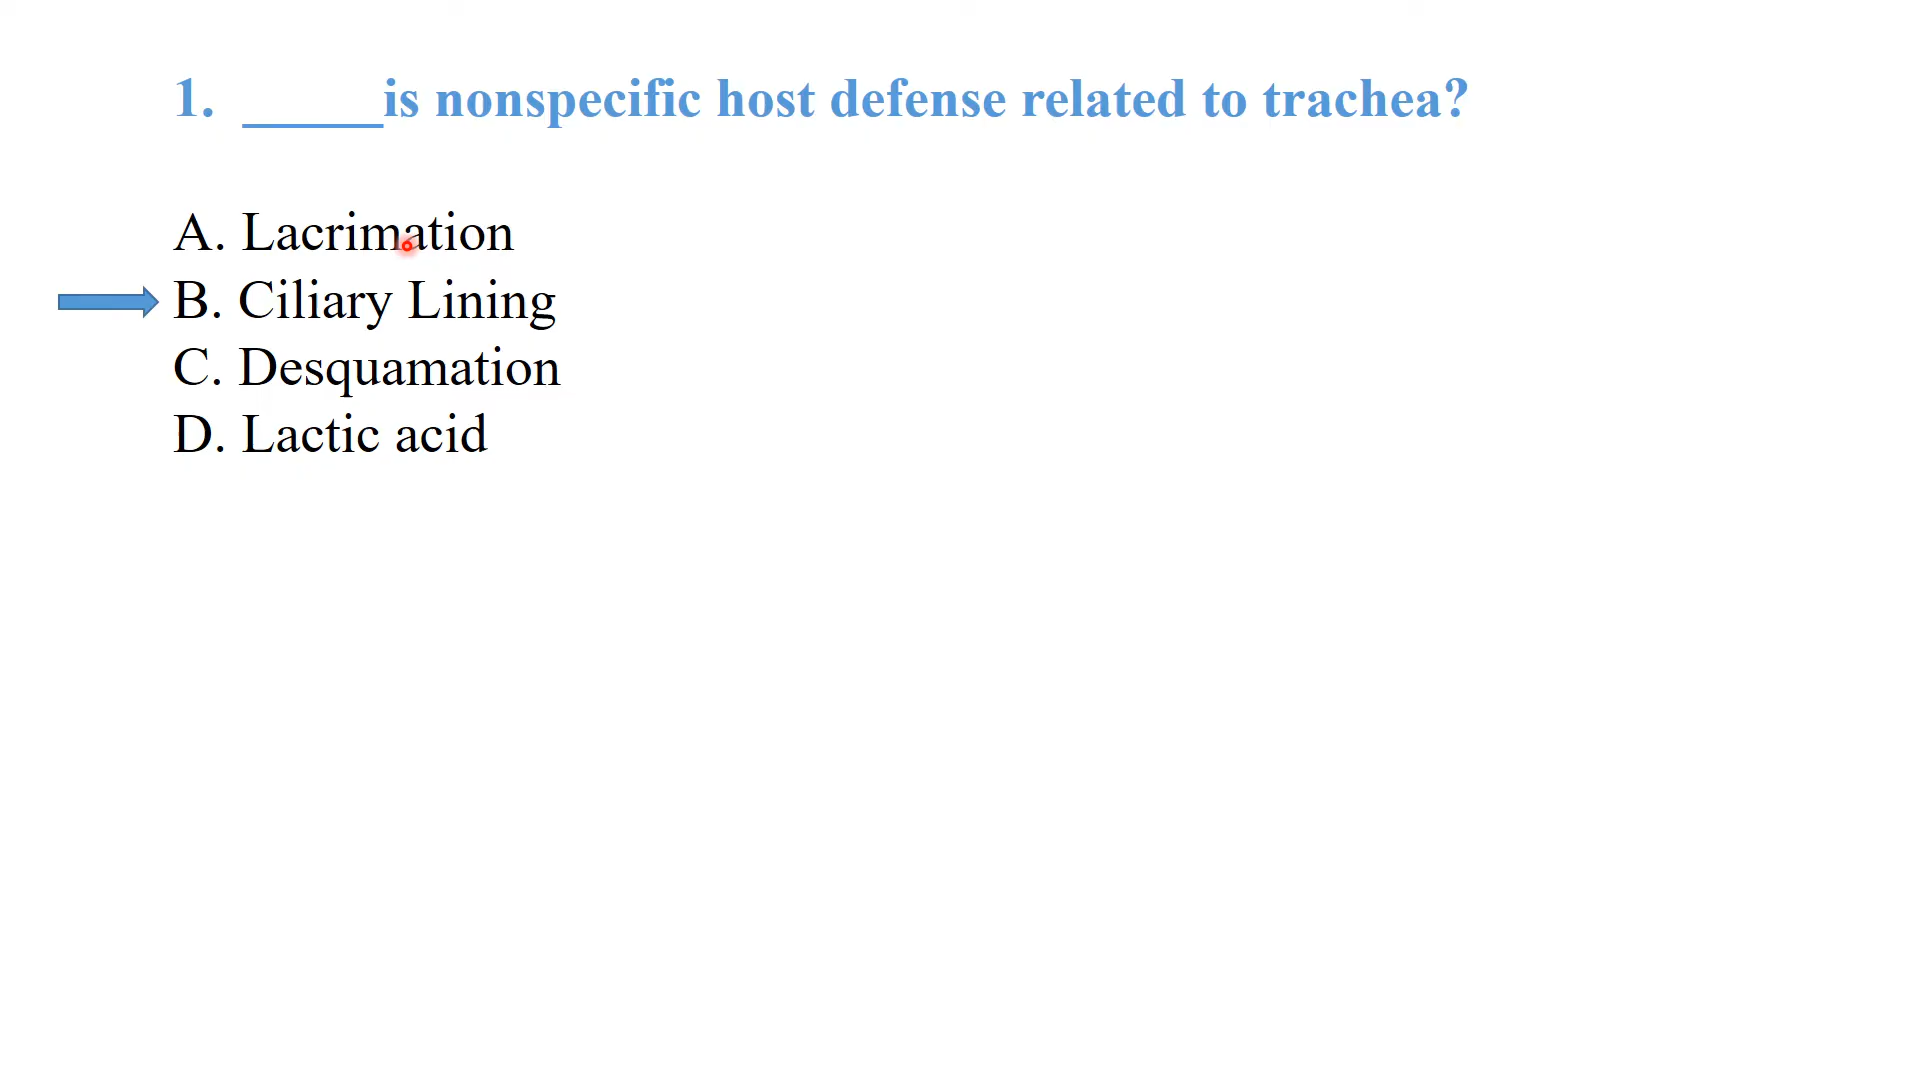 1. _____is nonspecific host defense related to trachea?
A. Lacrimation
B. Ciliary Lining
C. Desquamation
D. Lactic acid